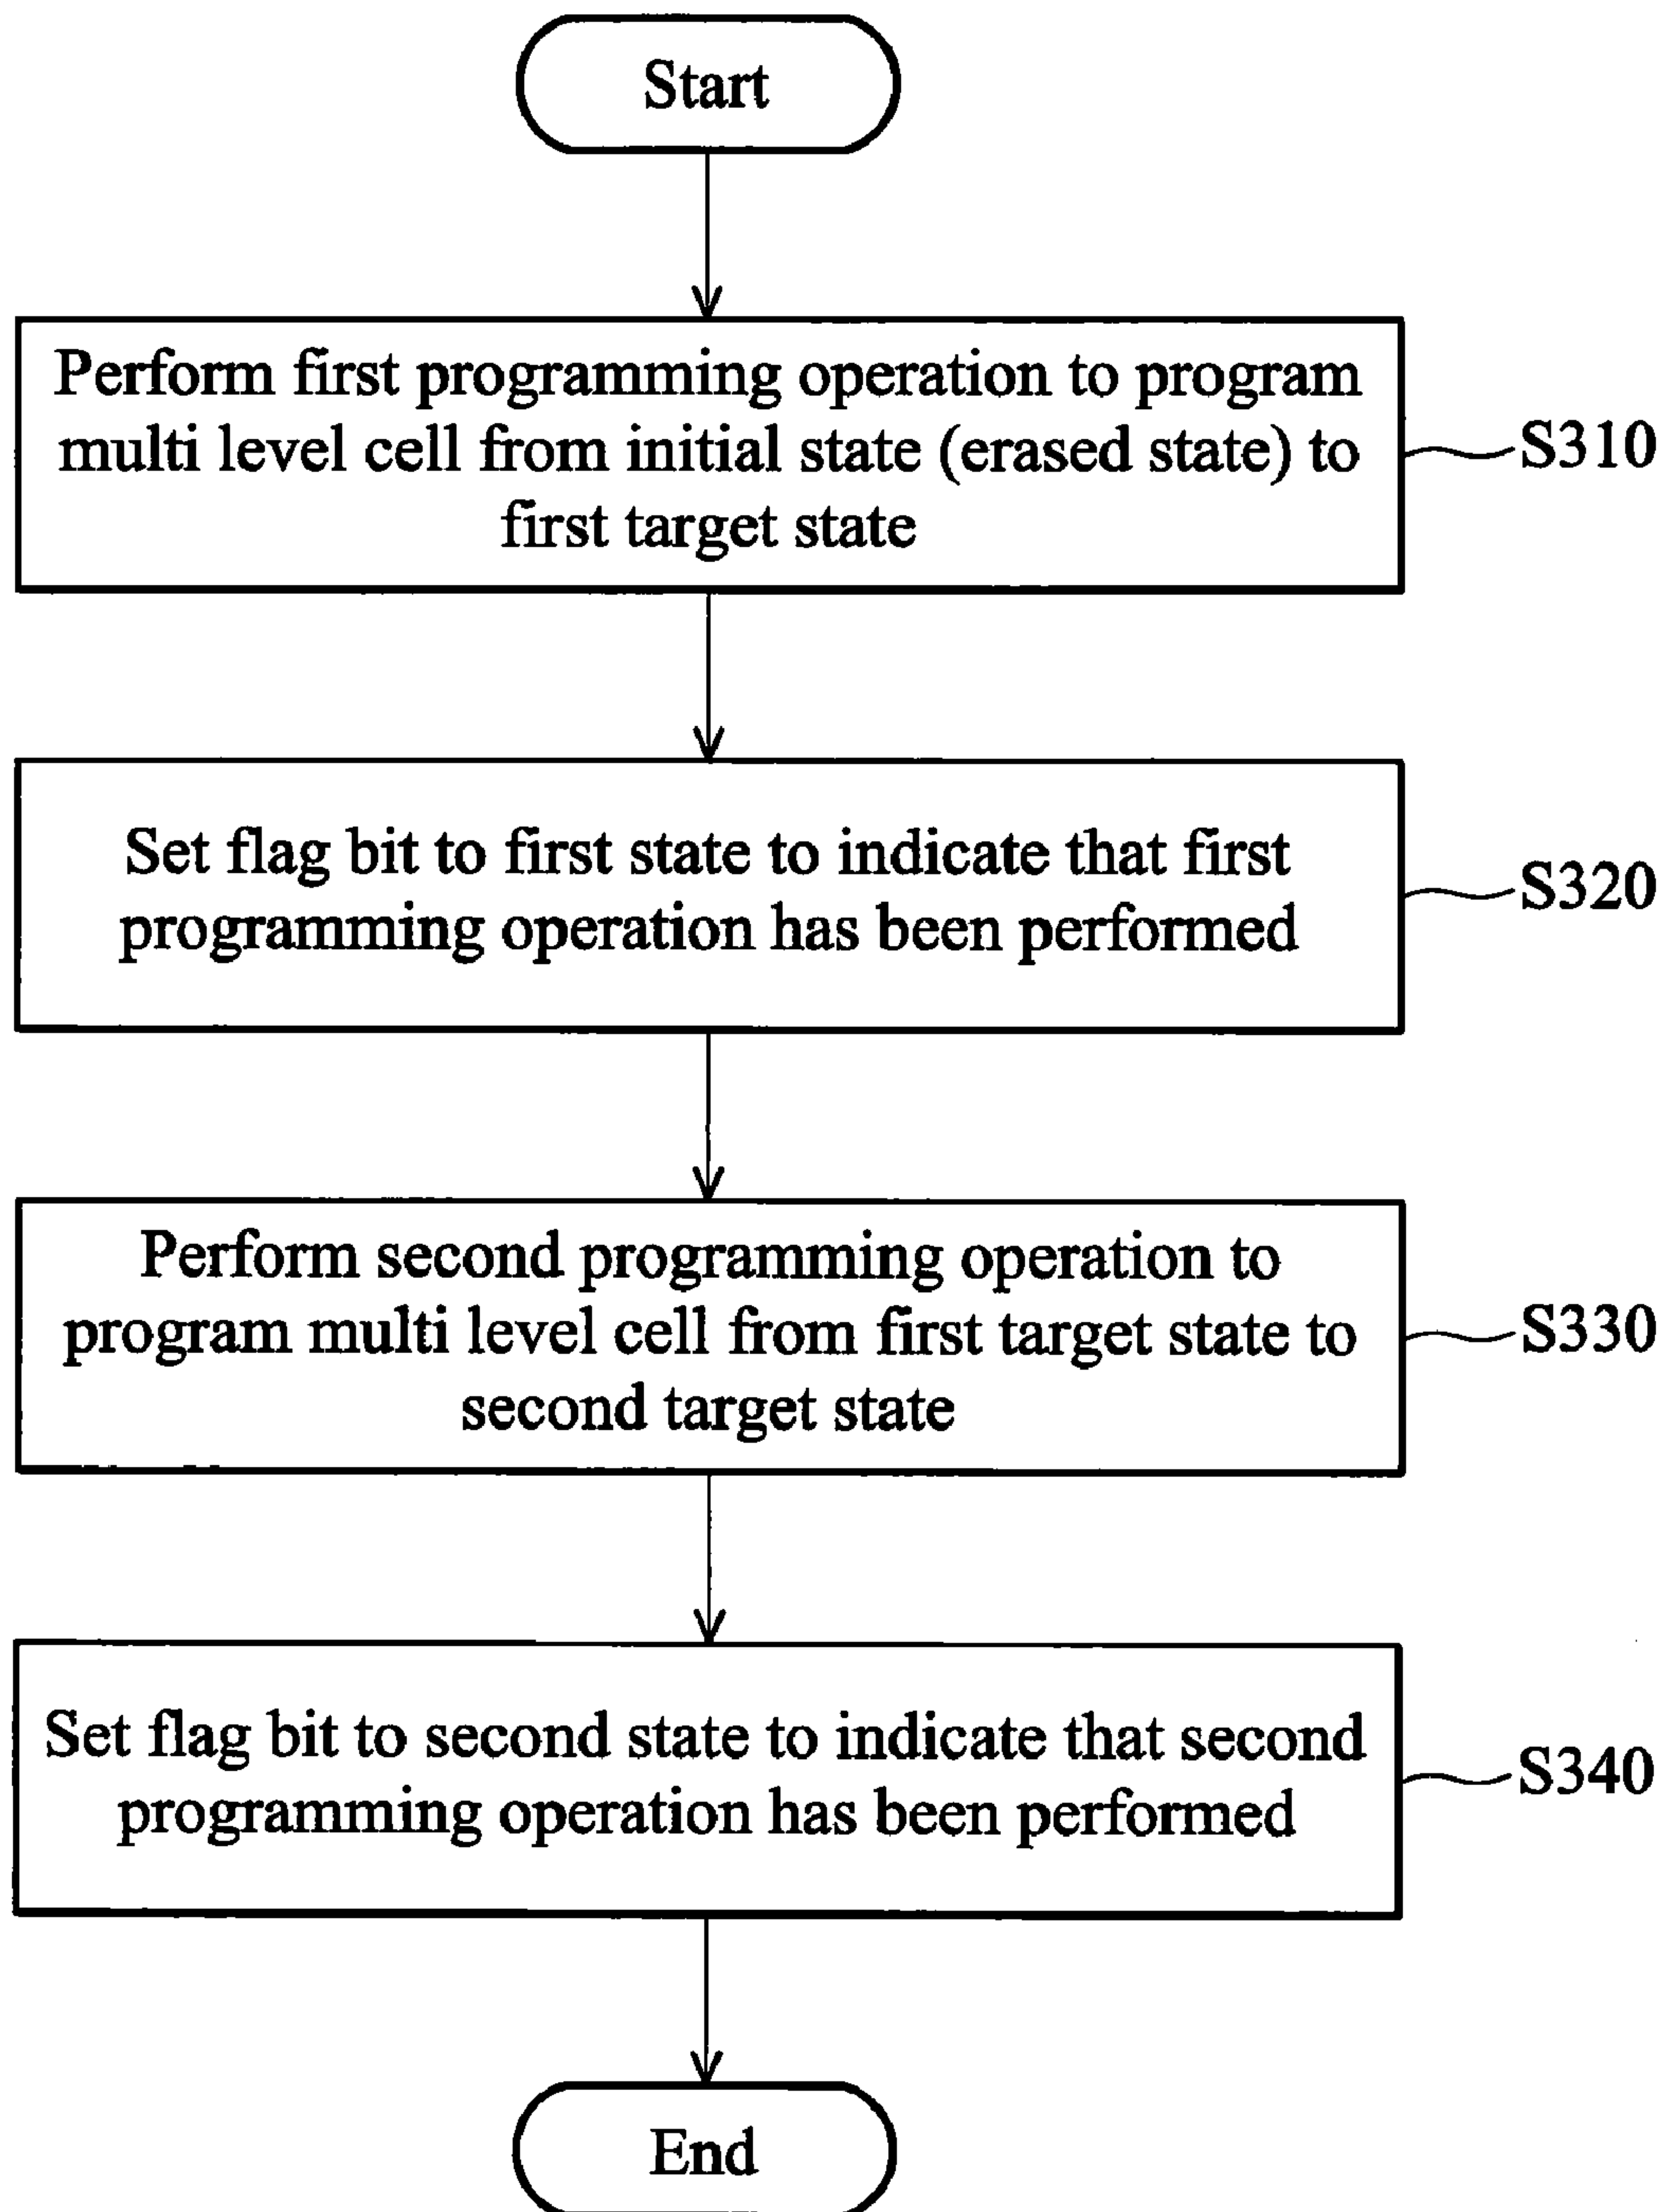 Start
Perform first programming operation to program
multi level cell from initial state (erased state) to
first target state
S310
Set flag bit to first state to indicate that first
programming operation has been performed
S320
Perform second programming operation to
program multi level cell from first target state to
second target state
S330
Set flag bit to second state to indicate that second
programming operation has been performed
S340
End